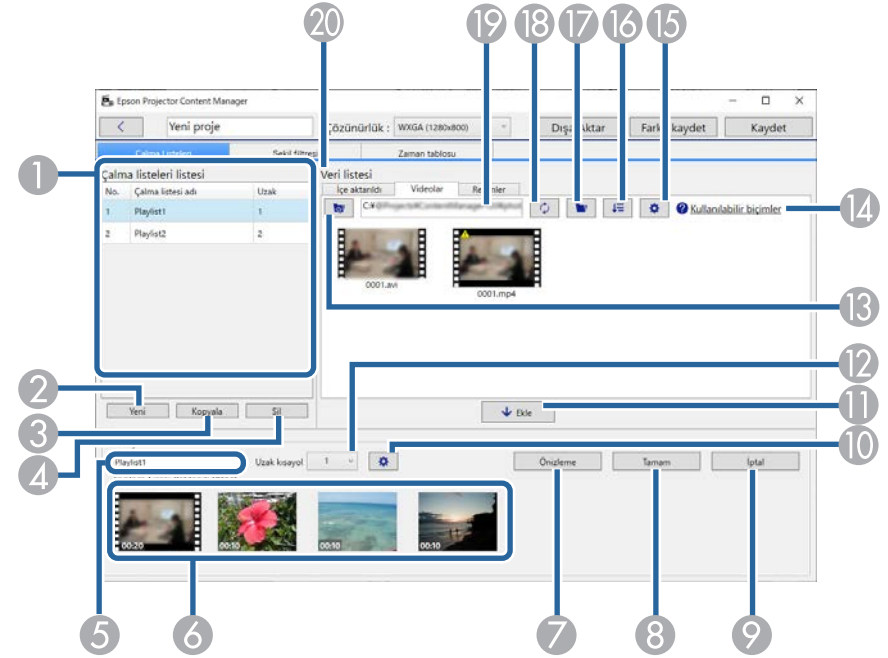 20 19 18 17 16 15
Epson Projector Content Manager
Yeni proje Çözünürlük : WXGA (1280x800) Dışa Aktar Farklı kaydet Kaydet
Çalma Listeleri Şekil filtresi Zaman tablosu
1 Çalma listeleri listesi Veri listesi
No. Çalma listesi adı Uzak İçe aktarıldı Videolar Resimler
1 Playlist1 1 Kullanılabilir biçimler 14
2 Playlist2 2
0001.avi 0001.mp4
13
12
2 Yeni Kopyala Sil Ekle 11
3
4 10
Playlist1 Uzak kısayol 1 Önizleme Tamam İptal
00:20 00:10 00:10 00:10
5 6 7 8 9